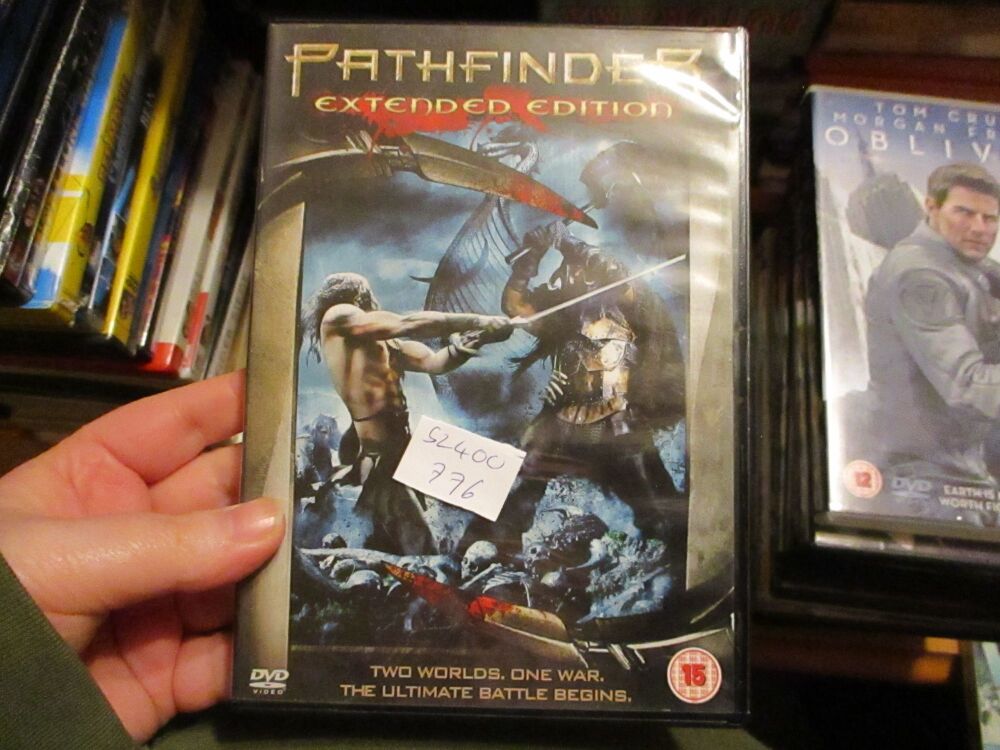 PATHFINDER
EXTENDED EDITION
52400
776
TWO WORLDS. ONE WAR.
THE ULTIMATE BATTLE BEGINS.
DVD
VIDEO
15
TOM CRU
MORGAN FR
OBLIV
12
DVD
EARTH IS
WORTH F